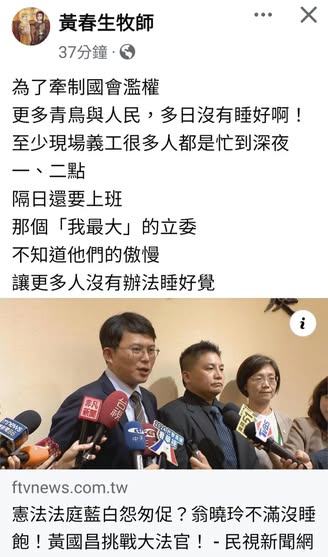 黃春生牧師
37分鐘
為了牽制國會濫權
更多青鳥與人民，多日沒有睡好啊！
至少現場義工很多人都是忙到深夜
一、二點
隔日還要上班
那個「我最大」的立委
不知道他們的傲慢
讓更多人沒有辦法睡好覺
ftvnews.com.tw
憲法法庭藍白怨匆促？翁曉玲不滿沒睡
飽！黃國昌挑戰大法官！ - 民視新聞網